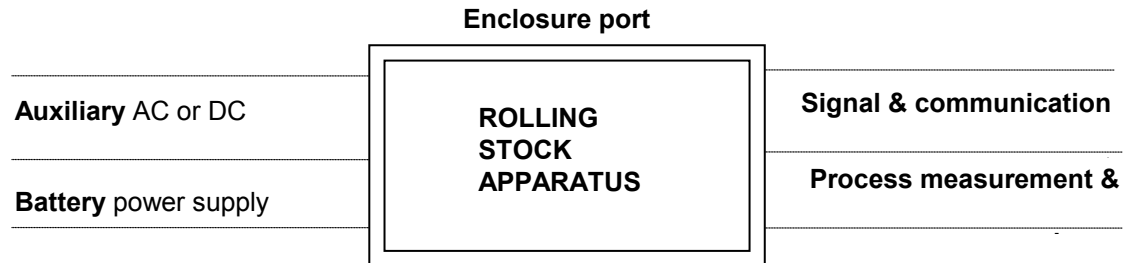 Enclosure port
Auxiliary AC or DC
Battery power supply
ROLLING
STOCK
APPARATUS
Signal & communication
Process measurement &